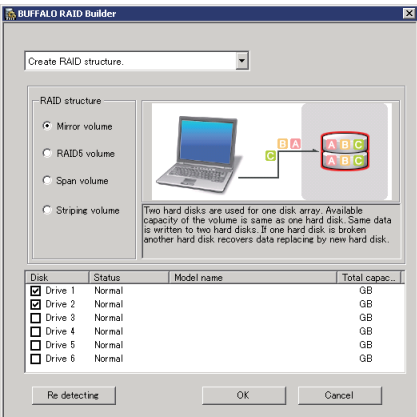 BUFFALO RAID Builder
Create RAID structure.
RAID structure
Mirror volume
RAID5 volume
Span volume
Striping volume
B A
C
A B C
A B C
Two hard disks are used for one disk array. Available
capacity of the volume is same as one hard disk. Same data
is written to two hard disks. If one hard disk is broken
another hard disk recovers data replacing by new hard disk.
Disk Status Model name Total capac...
Drive 1 Normal GB
Drive 2 Normal GB
Drive 3 Normal GB
Drive 4 Normal GB
Drive 5 Normal GB
Drive 6 Normal GB
Re detecting OK Cancel